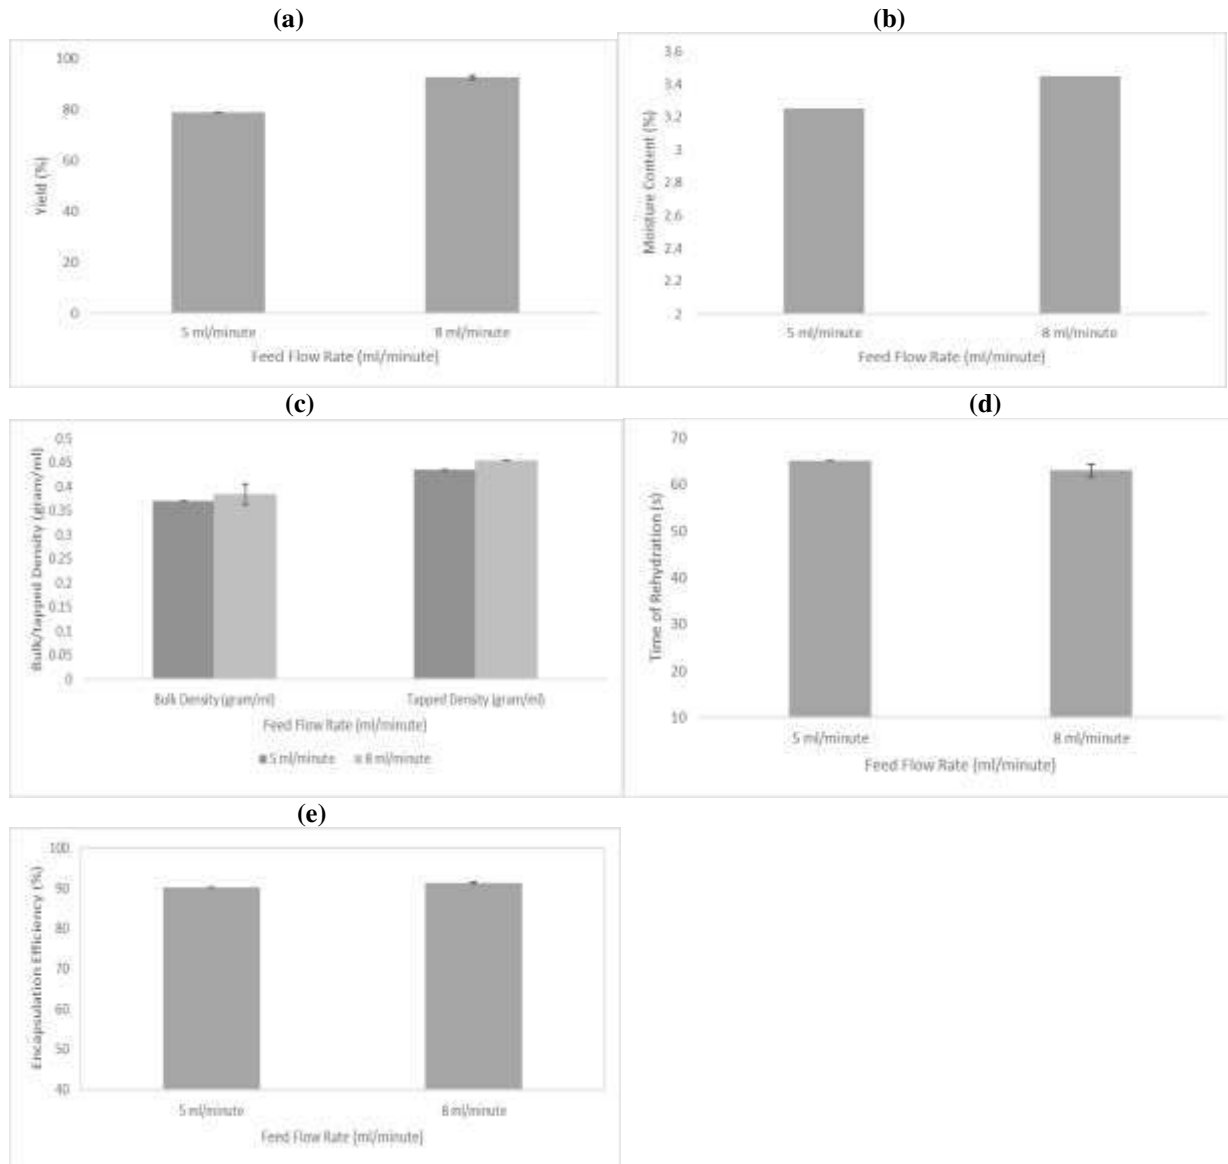 (a)
100
80
60
40
20
0
Yield (%)
5 ml/minute 8 ml/minute
Feed Flow Rate (ml/minute)
(b)
3.6
3.4
3.2
3
2.8
2.6
2.4
2.2
2
Moisture Content (%)
5 ml/minute 8 ml/minute
Feed Flow Rate (ml/minute)
(c)
0.5
0.45
0.4
0.35
0.3
0.25
0.2
0.15
0.1
0.05
0
Bulk/tapped Density (gram/ml)
Bulk Density (gram/ml) Tapped Density (gram/ml)
Feed Flow Rate (ml/minute)
5 ml/minute 8 ml/minute
(d)
70
60
50
40
30
20
10
Time of Rehydration (s)
5 ml/minute 8 ml/minute
Feed Flow Rate (ml/minute)
(e)
100
90
80
70
60
50
40
Encapsulation Efficiency (%)
5 ml/minute 8 ml/minute
Feed Flow Rate (ml/minute)